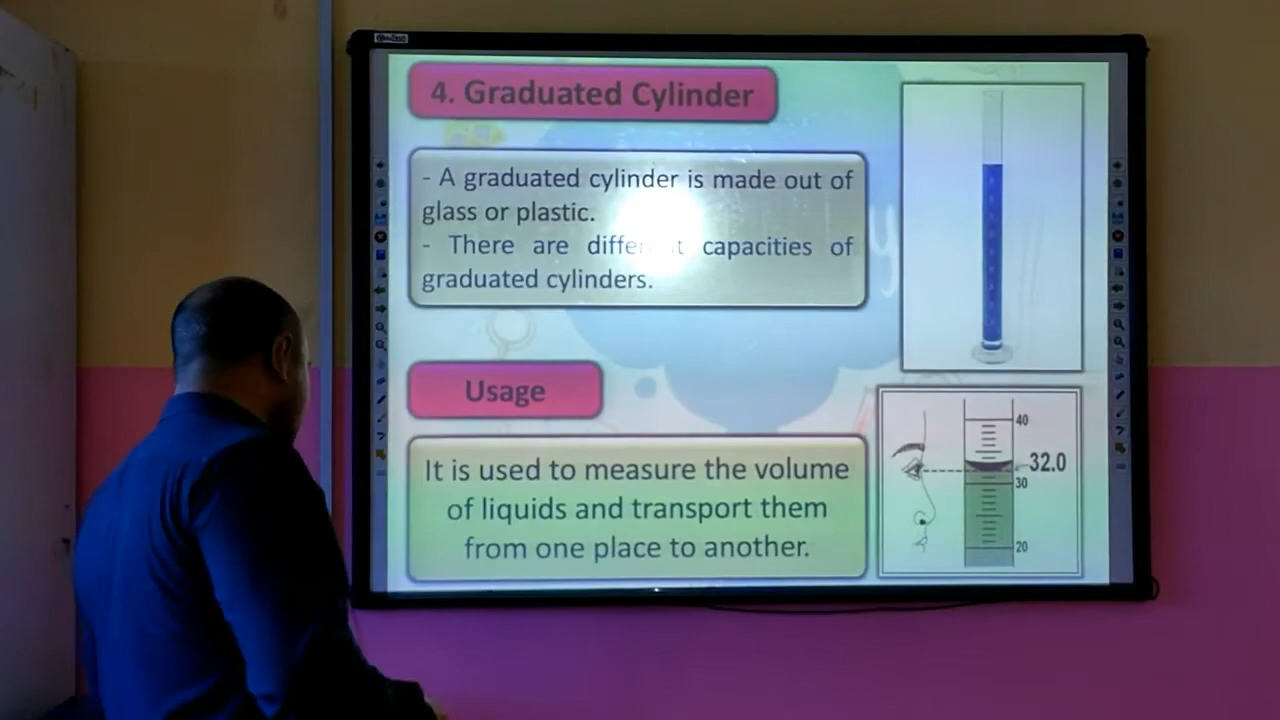 4. Graduated Cylinder
- A graduated cylinder is made out of
glass or plastic.
- There are different capacities of
graduated cylinders.
Usage
It is used to measure the volume
of liquids and transport them
from one place to another.
40
32.0
30
20